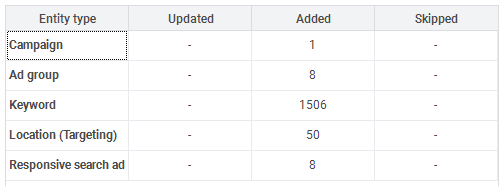 Entity type Updated Added Skipped
Campaign - 1 -
Ad group - 8 -
Keyword - 1506 -
Location (Targeting) - 50 -
Responsive search ad - 8 -